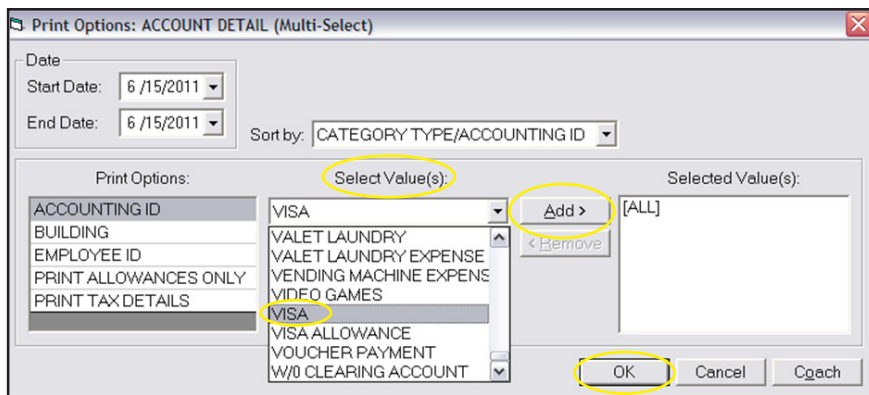 Print Options: ACCOUNT DETAIL (Multi-Select)
Date
Start Date: 6 /15/2011
End Date: 6 /15/2011
Sort by: CATEGORY TYPE/ACCOUNTING ID
Print Options:
ACCOUNTING ID
BUILDING
EMPLOYEE ID
PRINT ALLOWANCES ONLY
PRINT TAX DETAILS
Select Value(s):
VISA
VALET LAUNDRY
VALET LAUNDRY EXPENSE
VENDING MACHINE EXPENS
VIDEO GAMES
VISA
VISA ALLOWANCE
VOUCHER PAYMENT
W/0 CLEARING ACCOUNT
Add >
< Remove
Selected Value(s):
[ALL]
OK
Cancel
Coach